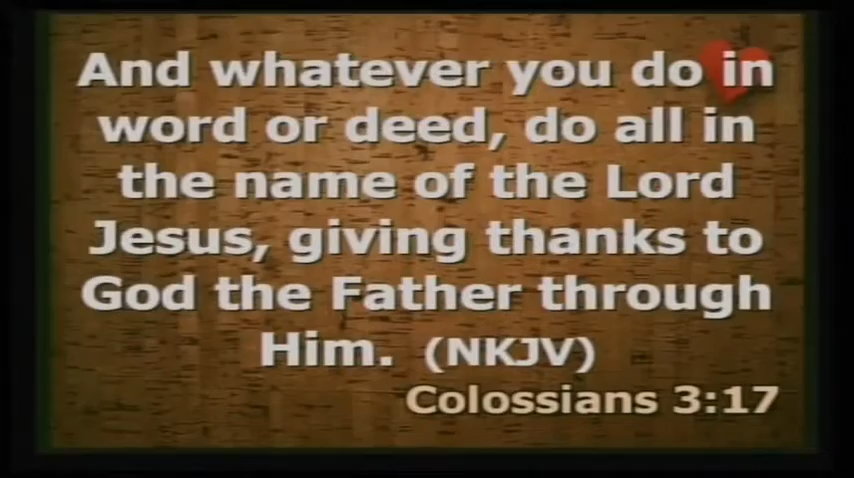 And whatever you do in
word or deed, do all in
the name of the Lord
Jesus, giving thanks to
God the Father through
Him. (NKJV)
Colossians 3:17